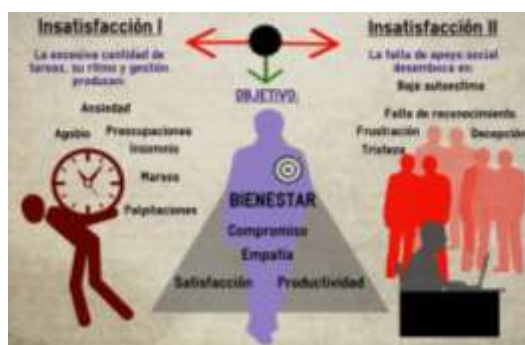 Insatisfacción I
La excesiva cantidad de
tareas, su ritmo y gestión
producen:
Ansiedad
Agobio
Preocupaciones
Insomnio
Mareos
Palpitaciones
OBJETIVO:
BIENESTAR
Compromiso
Empatía
Satisfacción
Productividad
Insatisfacción II
La falta de apoyo social
desemboca en:
Baja autoestima
Falta de reconocimiento
Frustración
Decepción
Tristeza